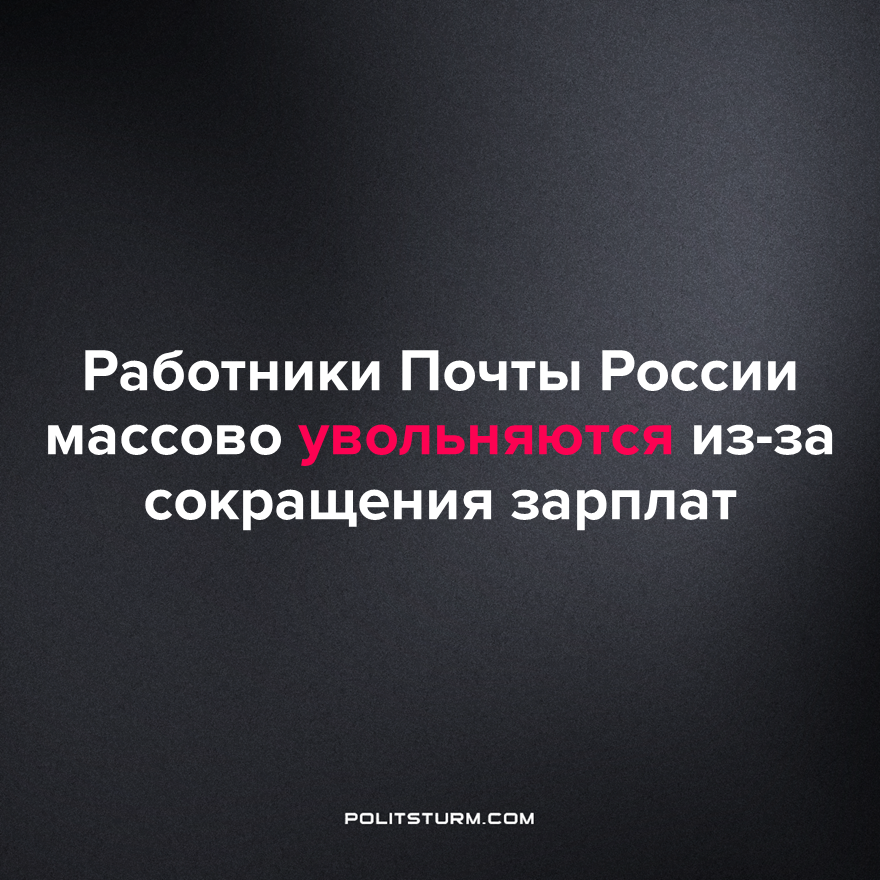 Работники Почты России
массово увольняются из-за
сокращения зарплат
POLITSTURM.COM